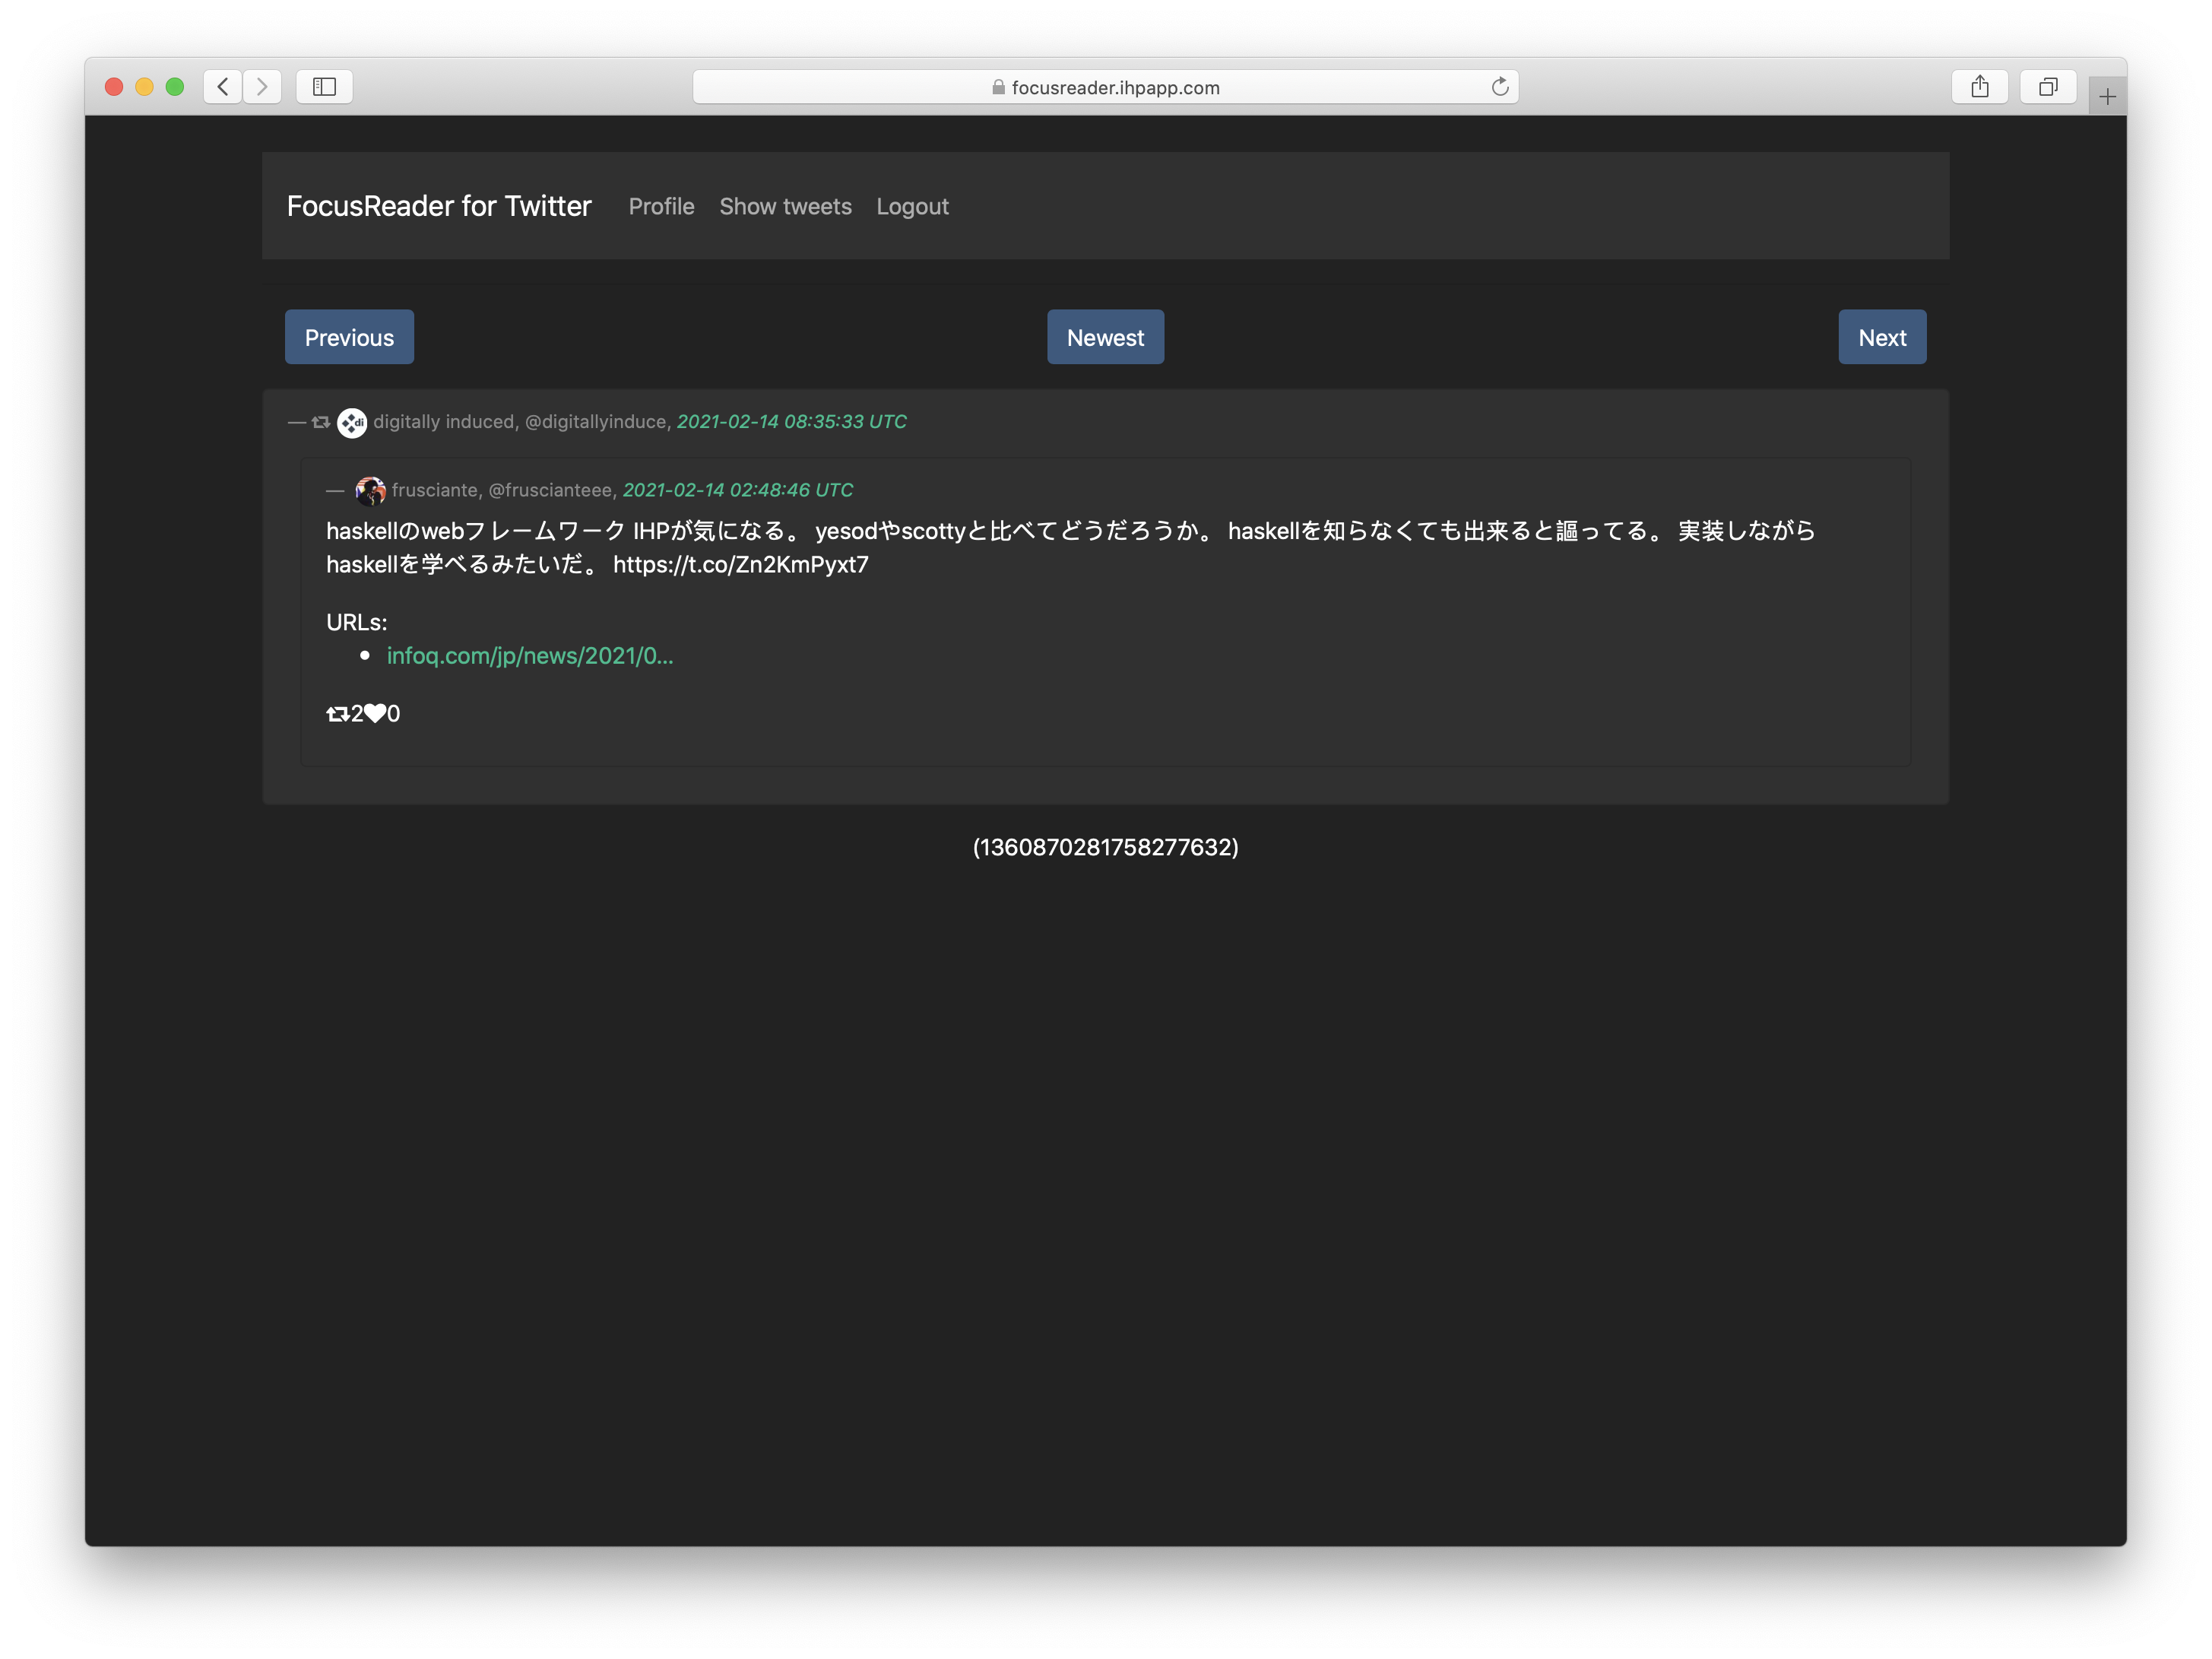 focusreader.ihpapp.com
FocusReader for Twitter Profile Show tweets Logout
Previous Newest Next
— di digitally induced, @digitallyinduce, 2021-02-14 08:35:33 UTC
— frusciante, @fruscianteee, 2021-02-14 02:48:46 UTC
haskellのwebフレームワーク IHPが気になる。 yesodやscottyと比べてどうだろうか。 haskellを知らなくても出来ると謳ってる。 実装しながら
haskellを学べるみたいだ。 https://t.co/Zn2KmPyxt7
URLs:
• infoq.com/jp/news/2021/0…
2 0
(1360870281758277632)